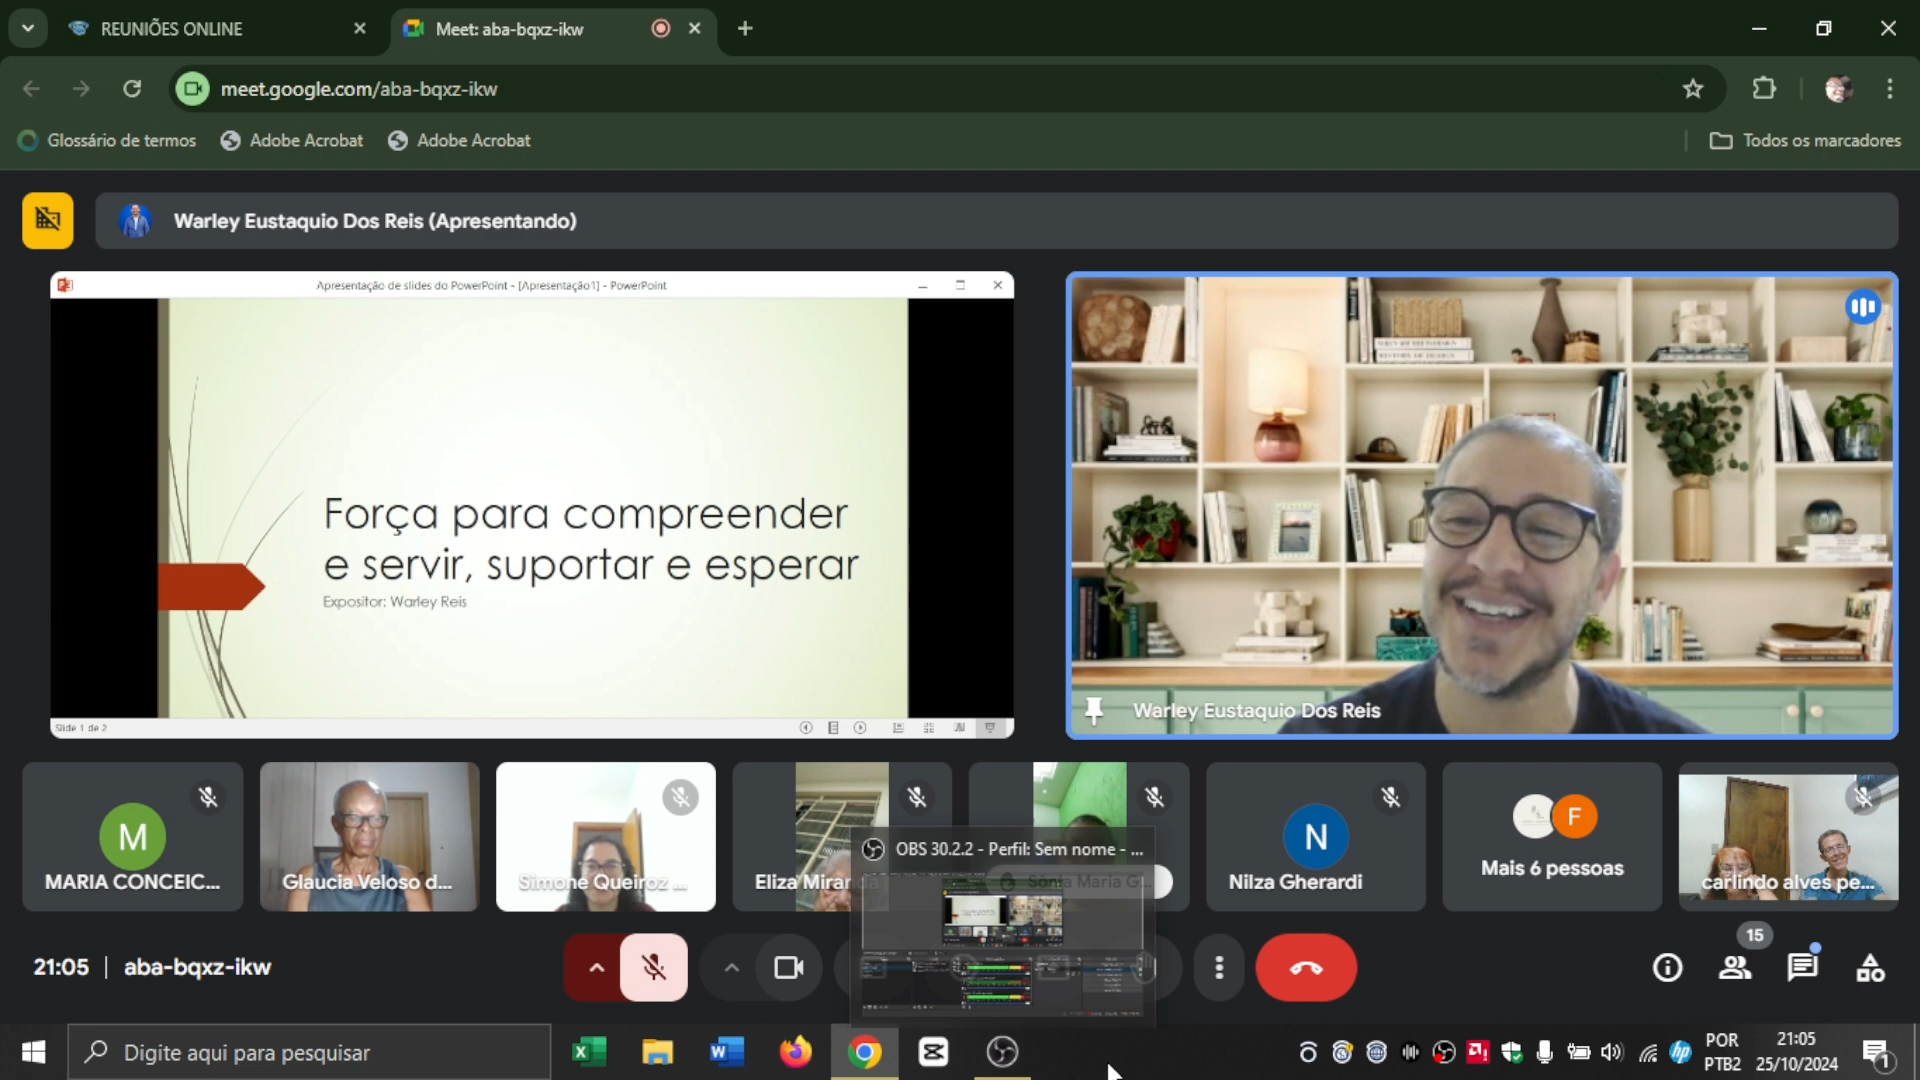 REUNIÕES ONLINE
Meet: aba-bqxz-ikw
meet.google.com/aba-bqxz-ikw
Glossário de termos
Adobe Acrobat
Adobe Acrobat
Todos os marcadores
Warley Eustaquio Dos Reis (Apresentando)
Apresentação de slides do PowerPoint - [Apresentação1] - PowerPoint
Força para compreender
e servir, suportar e esperar
Expositor: Warley Reis
Slide 1 de 2
Warley Eustaquio Dos Reis
M
MARIA CONCEIC...
Glaucia Veloso d...
Simone Queiroz ...
Eliza Miranda
OBS 30.2.2 - Perfil: Sem nome - ...
Sônia Maria G...
N
Nilza Gherardi
F
Mais 6 pessoas
carlindo alves pe...
21:05 | aba-bqxz-ikw
15
Digite aqui para pesquisar
POR
PTB2
21:05
25/10/2024
1